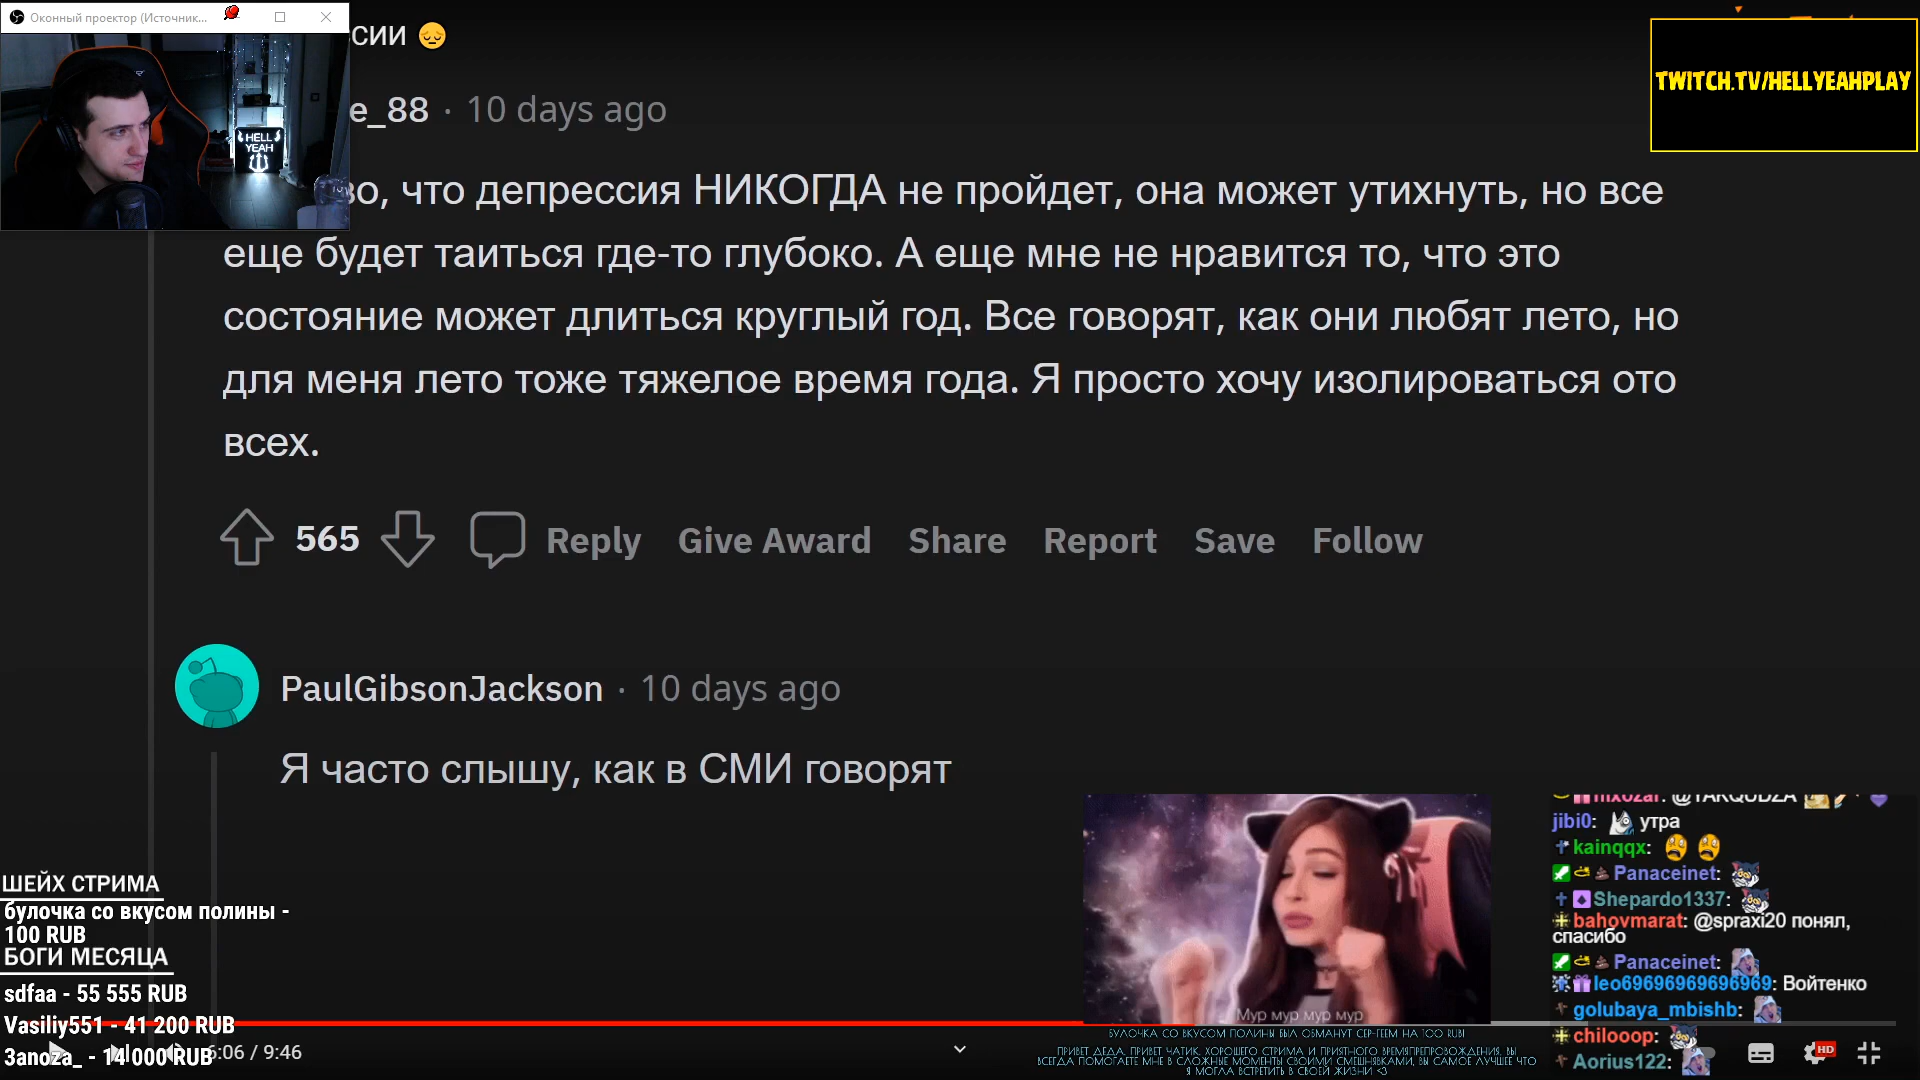 Оконный проектор (Источник...
сии 😔
TWITCH.TV/HELLYEAHPLAY
e_88 · 10 days ago
HELL
YEAH
во, что депрессия НИКОГДА не пройдет, она может утихнуть, но все
еще будет таиться где-то глубоко. А еще мне не нравится то, что это
состояние может длиться круглый год. Все говорят, как они любят лето, но
для меня лето тоже тяжелое время года. Я просто хочу изолироваться ото
всех.
565 Reply Give Award Share Report Save Follow
PaulGibsonJackson · 10 days ago
Я часто слышу, как в СМИ говорят
ШЕЙХ СТРИМА
булочка со вкусом полины -
100 RUB
БОГИ МЕСЯЦА
sdfaa - 55 555 RUB
Vasiliy551 - 41 200 RUB
3anoza_ - 14 000 RUB
6:06 / 9:46
Мур мур мур мур
БУЛОЧКА СО ВКУСОМ ПОЛИНЫ БЫЛ ОБМАНУТ СЕРГЕЕМ НА 100 RUB!
ПРИВЕТ ДЕДА, ПРИВЕТ ЧАТИК. ХОРОШЕГО СТРИМА И ПРИЯТНОГО ВРЕМЯПРЕПРОВОЖДЕНИЯ. ВЫ
ВСЕГДА ПОМОГАЕТЕ МНЕ В СЛОЖНЫЕ МОМЕНТЫ СВОИМИ СМЕШНЯВКАМИ, ВЫ САМОЕ ЛУЧШЕЕ ЧТО
Я МОГЛА ВСТРЕТИТЬ В СВОЕЙ ЖИЗНИ <3
@YARQUDZA
jibi0: утра
kainqqx:
Panaceinet:
Shepardo1337:
bahovmarat: @spraxi20 понял,
спасибо
Panaceinet:
leo69696969696969: Войтенко
golubaya_mbishb:
chilooop:
Aorius122:
HD